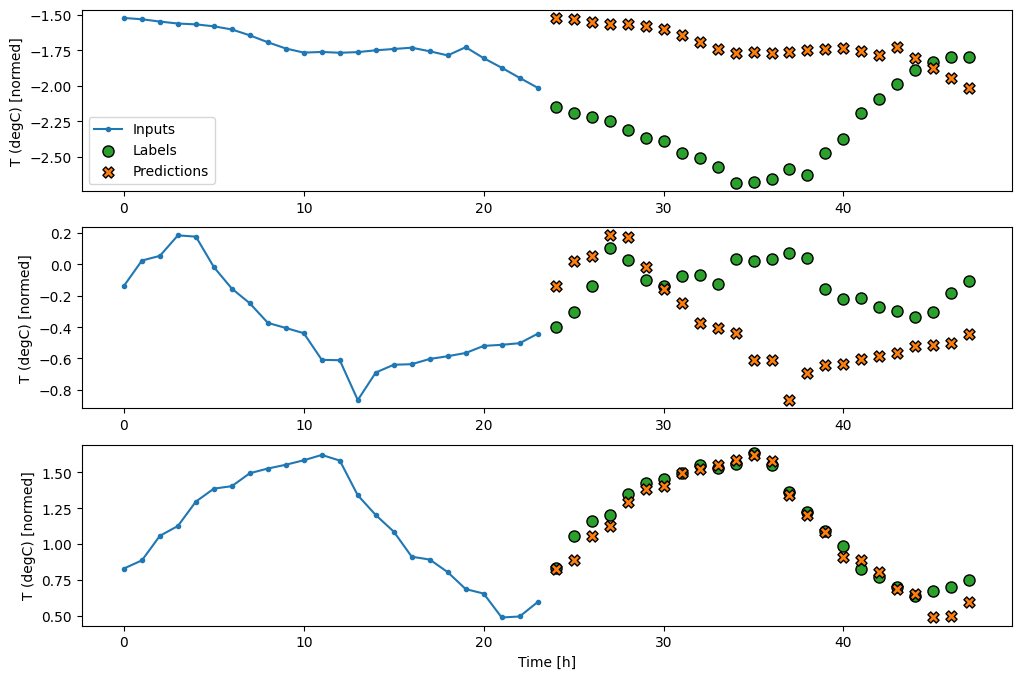 T (degC) [normed]
−1.50
−1.75
−2.00
−2.25
−2.50
Inputs
Labels
Predictions
0 10 20 30 40
T (degC) [normed]
0.2
0.0
−0.2
−0.4
−0.6
−0.8
0 10 20 30 40
T (degC) [normed]
1.50
1.25
1.00
0.75
0.50
0 10 20 30 40
Time [h]